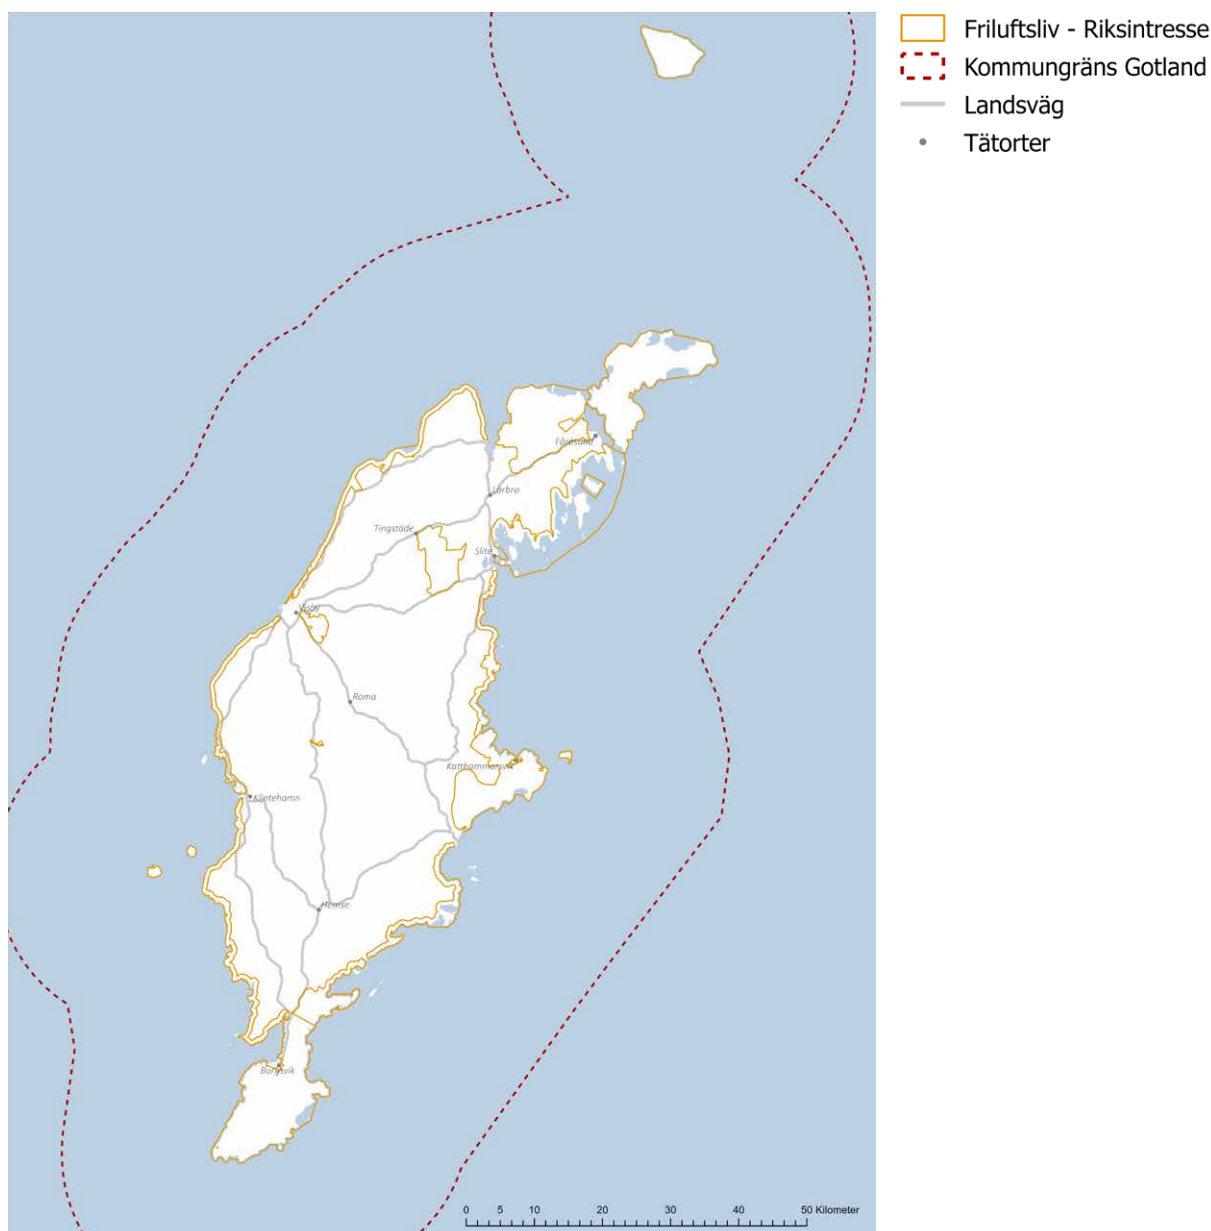 Friluftsliv - Riksintresse
Kommungräns Gotland
Landsväg
Tätorter
Fårösund
Lärbro
Tingstäde
Slite
Visby
Roma
Katthammarsvik
Klintehamn
Hemse
Burgsvik
0 5 10 20 30 40 50 Kilometer